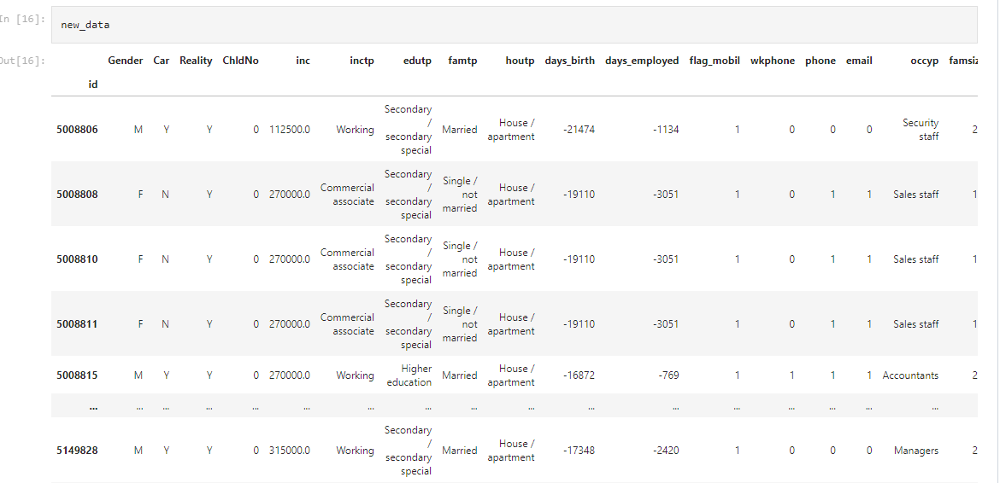 In [16]:
new_data
Out[16]:
Gender Car Reality ChldNo inc inctp edutp famtp houtp days_birth days_employed flag_mobil wkphone phone email occyp famsiz
id
5008806 M Y Y 0 112500.0 Working Secondary / secondary special Married House / apartment -21474 -1134 1 0 0 0 Security staff 2
5008808 F N Y 0 270000.0 Commercial associate Secondary / secondary special Single / not married House / apartment -19110 -3051 1 0 1 1 Sales staff 1
5008810 F N Y 0 270000.0 Commercial associate Secondary / secondary special Single / not married House / apartment -19110 -3051 1 0 1 1 Sales staff 1
5008811 F N Y 0 270000.0 Commercial associate Secondary / secondary special Single / not married House / apartment -19110 -3051 1 0 1 1 Sales staff 1
5008815 M Y Y 0 270000.0 Working Higher education Married House / apartment -16872 -769 1 1 1 1 Accountants 2
... ... ... ... ... ... ... ... ... ... ... ... ... ... ... ... ...
5149828 M Y Y 0 315000.0 Working Secondary / secondary special Married House / apartment -17348 -2420 1 0 0 0 Managers 2